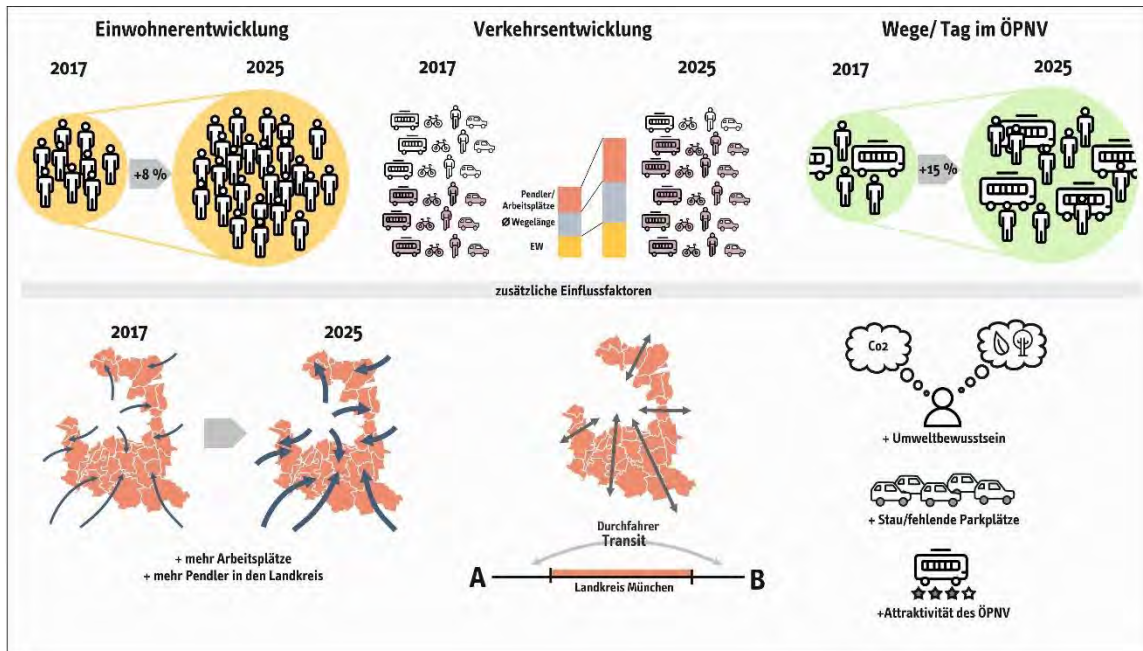 Einwohnerentwicklung
2017
2025
+8 %
Verkehrsentwicklung
2017
2025
Pendler/
Arbeitsplätze
Ø Wegelänge
EW
Wege/ Tag im ÖPNV
2017
2025
+15 %
zusätzliche Einflussfaktoren
2017
2025
+ mehr Arbeitsplätze
+ mehr Pendler in den Landkreis
Durchfahrer
Transit
A
B
Landkreis München
Co2
+ Umweltbewusstsein
+ Stau/fehlende Parkplätze
+Attraktivität des ÖPNV